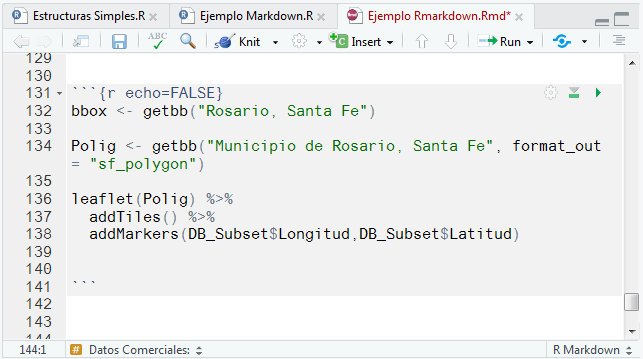 Estructuras Simples.R × Ejemplo Markdown.R × Ejemplo Rmarkdown.Rmd* ×
ABC Knit Insert Run
129
130
131 ```{r echo=FALSE}
132 bbox <- getbb("Rosario, Santa Fe")
133
134 Polig <- getbb("Municipio de Rosario, Santa Fe", format_out
= "sf_polygon")
135
136 leaflet(Polig) %>%
137 addTiles() %>%
138 addMarkers(DB_Subset$Longitud,DB_Subset$Latitud)
139
140
141 ```
142
143
144
144:1 # Datos Comerciales: R Markdown